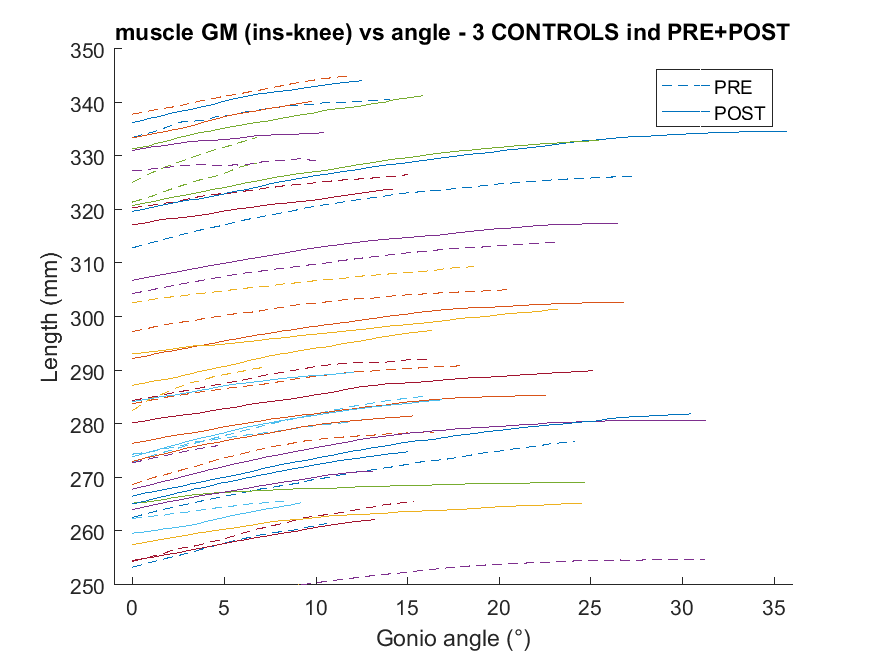 muscle GM (ins-knee) vs angle - 3 CONTROLS ind PRE+POST
350
340
330
320
310
300
290
280
270
260
250
Length (mm)
PRE
POST
0 5 10 15 20 25 30 35
Gonio angle (°)